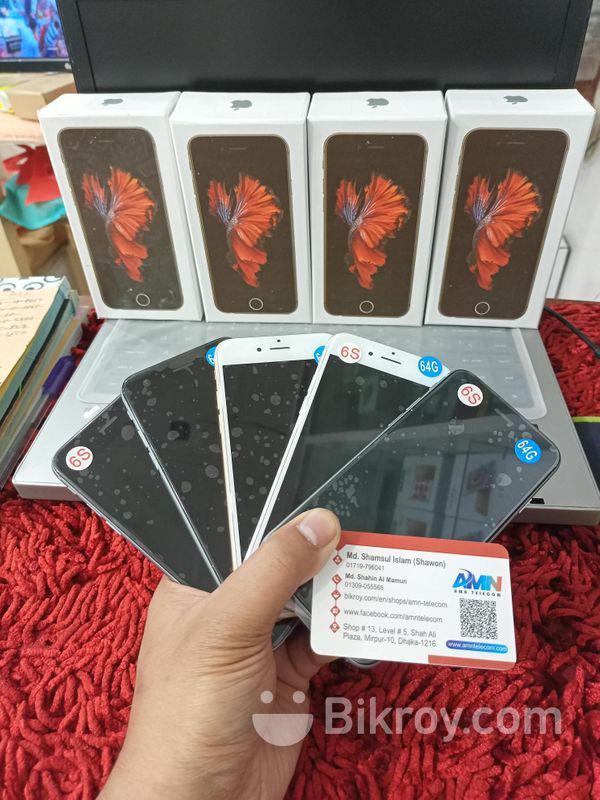 6S
6S
64G
6S
64G
Md. Shamsul Islam (Shawon)
01719-796041
Md. Shahin Al Mamun
01309-055568
bikroy.com/en/shops/amn-telecom
www.facebook.com/amntelecom
Shop # 13, Level # 5, Shah Ali
Plaza, Mirpur-10, Dhaka-1216.
AMN
AMN TELECOM
www.amntelecom.com
Bikroy.com